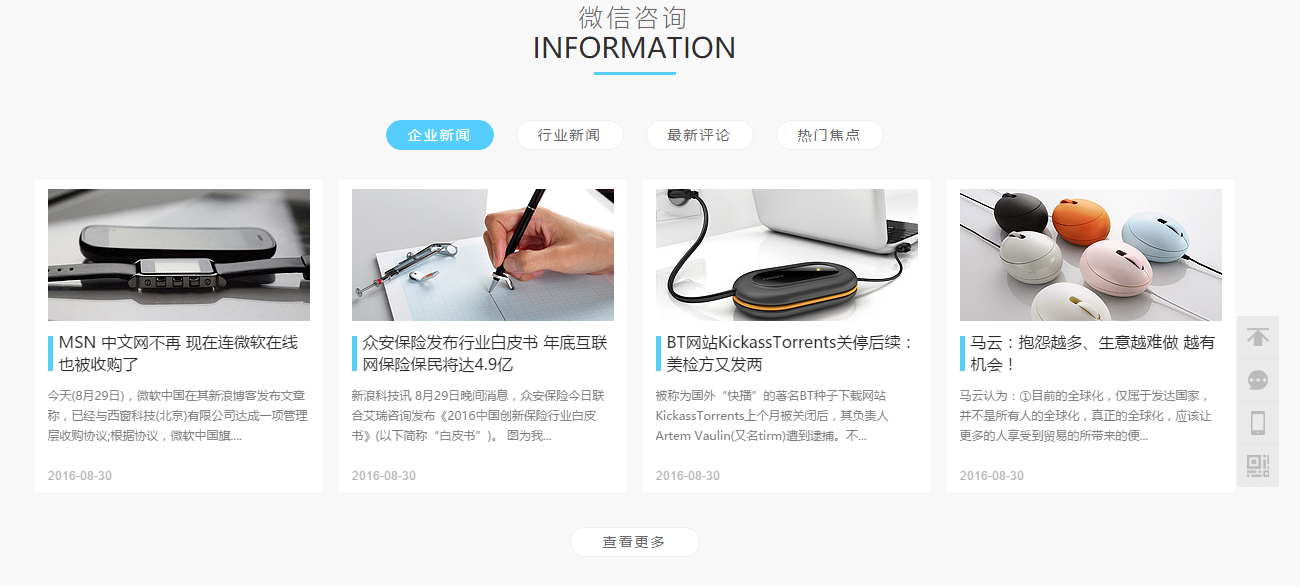 微信咨询
INFORMATION
企业新闻
行业新闻
最新评论
热门焦点
MSN 中文网不再 现在连微软在线
也被收购了
今天(8月29日)，微软中国在其新浪博客发布文章
称，已经与西窗科技(北京)有限公司达成一项管理
层收购协议;根据协议，微软中国旗....
2016-08-30
众安保险发布行业白皮书 年底互联
网保险保民将达4.9亿
新浪科技讯 8月29日晚间消息，众安保险今日联
合艾瑞咨询发布《2016中国创新保险行业白皮
书》(以下简称“白皮书”)。 图为我...
2016-08-30
BT网站KickassTorrents关停后续：
美检方又发两
被称为国外“快播”的著名BT种子下载网站
KickassTorrents上个月被关闭后，其负责人
Artem Vaulin(又名tirm)遭到逮捕。不...
2016-08-30
马云：抱怨越多、生意越难做 越有
机会！
马云认为：①目前的全球化，仅属于发达国家，
并不是所有人的全球化，真正的全球化，应该让
更多的人享受到贸易的所带来的便...
2016-08-30
查看更多